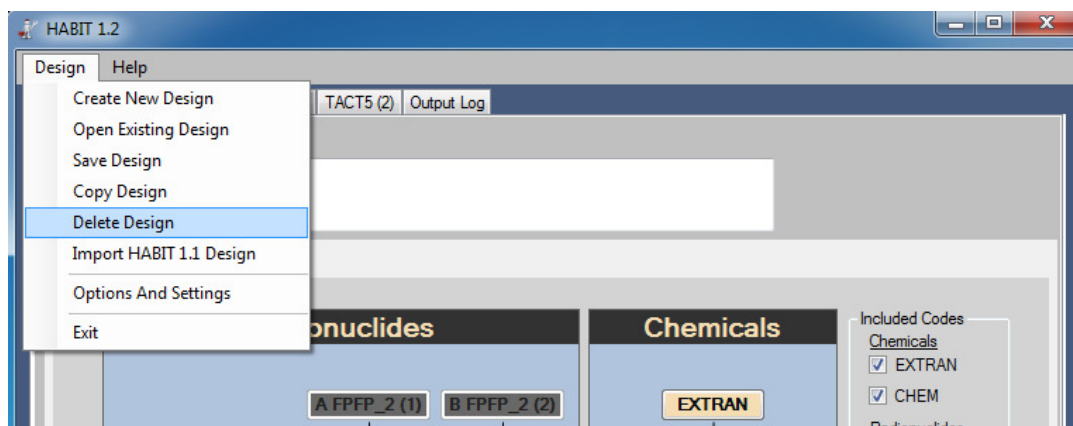 HABIT 1.2
Design Help
Create New Design
Open Existing Design
Save Design
Copy Design
Delete Design
Import HABIT 1.1 Design
Options And Settings
Exit
TACT5 (2) Output Log
onuclides
Chemicals
A FPFP_2 (1) B FPFP_2 (2)
EXTRAN
Included Codes
Chemicals
EXTRAN
CHEM